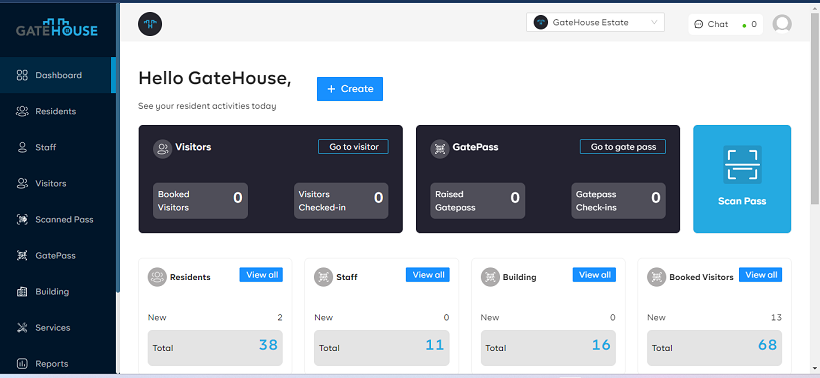 GATEHOUSE
GateHouse Estate
Chat
0
Dashboard
Residents
Staff
Visitors
Scanned Pass
GatePass
Building
Services
Reports
Hello GateHouse,
+ Create
See your resident activities today
Visitors
Go to visitor
Booked
Visitors
0
Visitors
Checked-in
0
GatePass
Go to gate pass
Raised
Gatepass
0
Gatepass
Check-ins
0
Scan Pass
Residents
View all
New 2
Total 38
Staff
View all
New 0
Total 11
Building
View all
New 0
Total 16
Booked Visitors
View all
New 13
Total 68